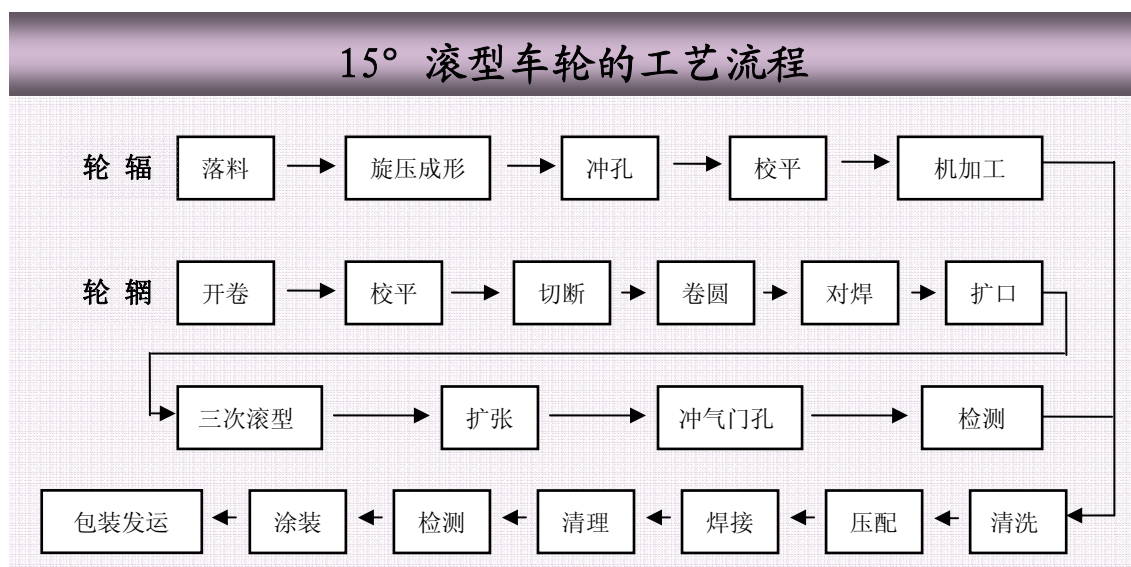 15° 滚型车轮的工艺流程
轮 辐 落料 旋压成形 冲孔 校平 机加工
轮 辋 开卷 校平 切断 卷圆 对焊 扩口
三次滚型 扩张 冲气门孔 检测
包装发运 涂装 检测 清理 焊接 压配 清洗